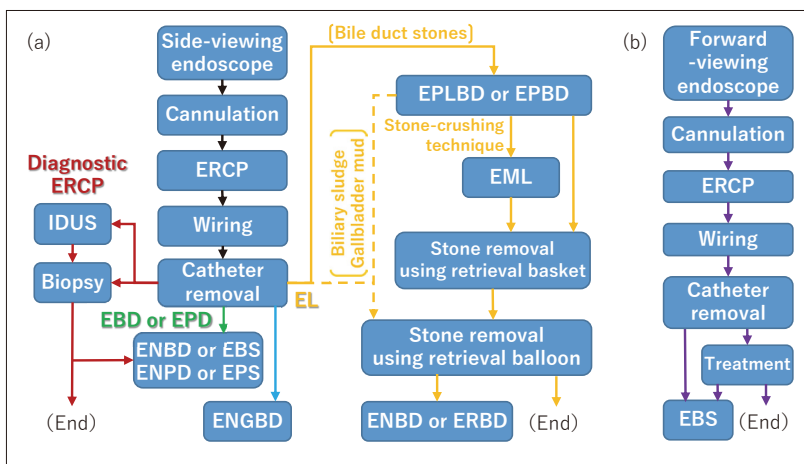 (a)
Side-viewing
endoscope
Cannulation
ERCP
Wiring
Catheter
removal
Diagnostic
ERCP
IDUS
Biopsy
EBD or EPD
ENBD or EBS
ENPD or EPS
(End)
ENGBD
EL
(Bile duct stones)
EPLBD or EPBD
Stone-crushing
technique
Biliary sludge
Gallbladder mud
EML
Stone removal
using retrieval basket
Stone removal
using retrieval balloon
ENBD or ERBD
(End)
(b)
Forward
-viewing
endoscope
Cannulation
ERCP
Wiring
Catheter
removal
Treatment
EBS
(End)